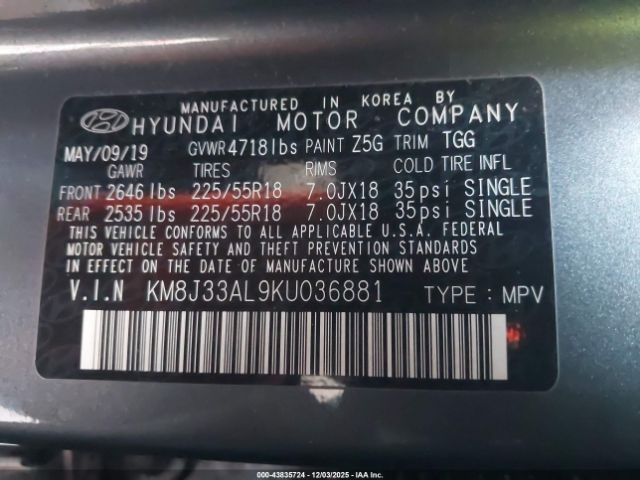 MANUFACTURED IN KOREA BY
HYUNDAI MOTOR COMPANY
MAY/09/19 GVWR 4718lbs PAINT Z5G TRIM TGG
GAWR TIRES RIMS COLD TIRE INFL
FRONT 2646 lbs 225/55R18 7.0JX18 35psi SINGLE
REAR 2535 lbs 225/55R18 7.0JX18 35psi SINGLE
THIS VEHICLE CONFORMS TO ALL APPLICABLE U.S.A. FEDERAL
MOTOR VEHICLE SAFETY AND THEFT PREVENTION STANDARDS
IN EFFECT ON THE DATE OF MANUFACTURE SHOWN ABOVE.
V.I.N KM8J33AL9KU036881 TYPE : MPV
000-43835724 - 12/03/2025 - IAA Inc.